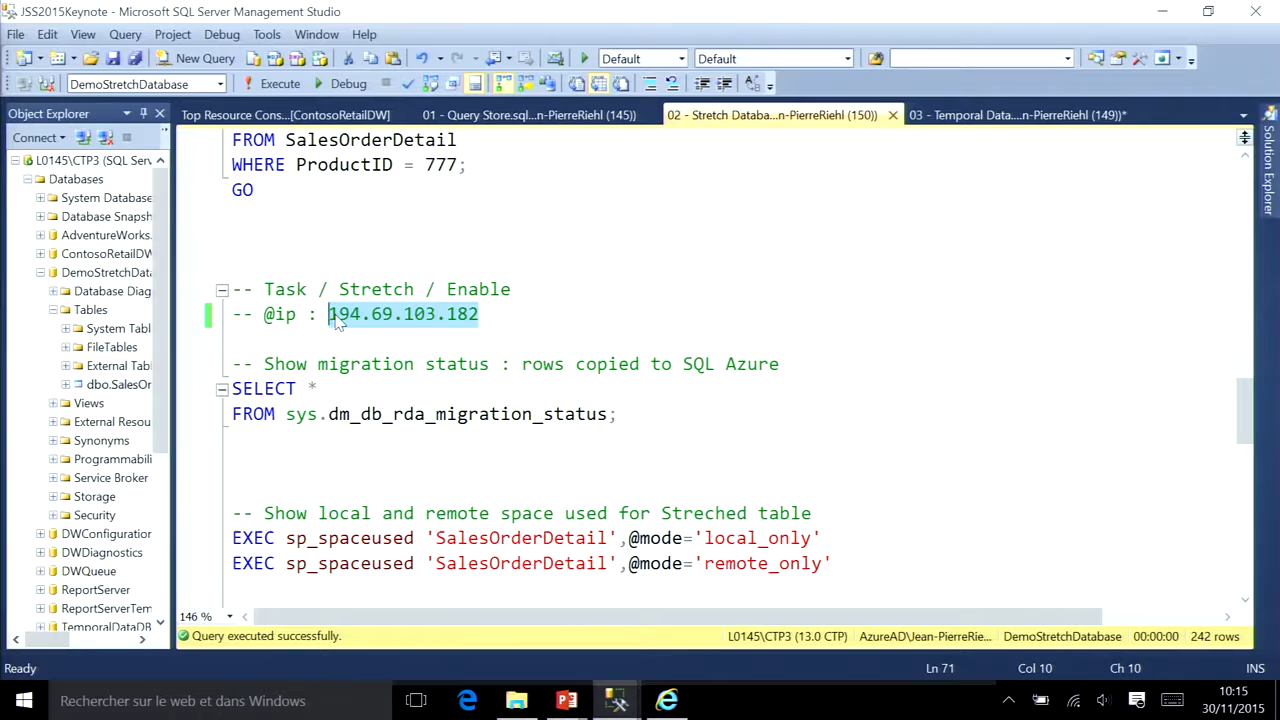 JSS2015Keynote - Microsoft SQL Server Management Studio
File Edit View Query Project Debug Tools Window Help
New Query Default Default
DemoStretchDatabase Execute Debug
Object Explorer
Top Resource Cons...[ContosoRetailDW] 01 - Query Store.sql...n-PierreRiehl (145)) 02 - Stretch Databa...n-PierreRiehl (150)) 03 - Temporal Data....n-PierreRiehl (149))*
Connect
L0145\CTP3 (SQL Serv
Databases
System Database
Database Snapsh
AdventureWorks.
ContosoRetailDW
DemoStretchData
Database Diag
Tables
System Tabl
FileTables
External Tab
dbo.SalesOr
Views
External Resou
Synonyms
Programmabili
Service Broker
Storage
Security
DWConfiguration
DWDiagnostics
DWQueue
ReportServer
ReportServerTem
TemporalDataDB
FROM SalesOrderDetail
WHERE ProductID = 777;
GO
-- Task / Stretch / Enable
-- @ip : 194.69.103.182
-- Show migration status : rows copied to SQL Azure
SELECT *
FROM sys.dm_db_rda_migration_status;
-- Show local and remote space used for Streched table
EXEC sp_spaceused 'SalesOrderDetail',@mode='local_only'
EXEC sp_spaceused 'SalesOrderDetail',@mode='remote_only'
Solution Explorer
146 %
Query executed successfully. L0145\CTP3 (13.0 CTP) AzureAD\Jean-PierreRie... DemoStretchDatabase 00:00:00 242 rows
Ready Ln 71 Col 10 Ch 10 INS
Rechercher sur le web et dans Windows
10:15
30/11/2015